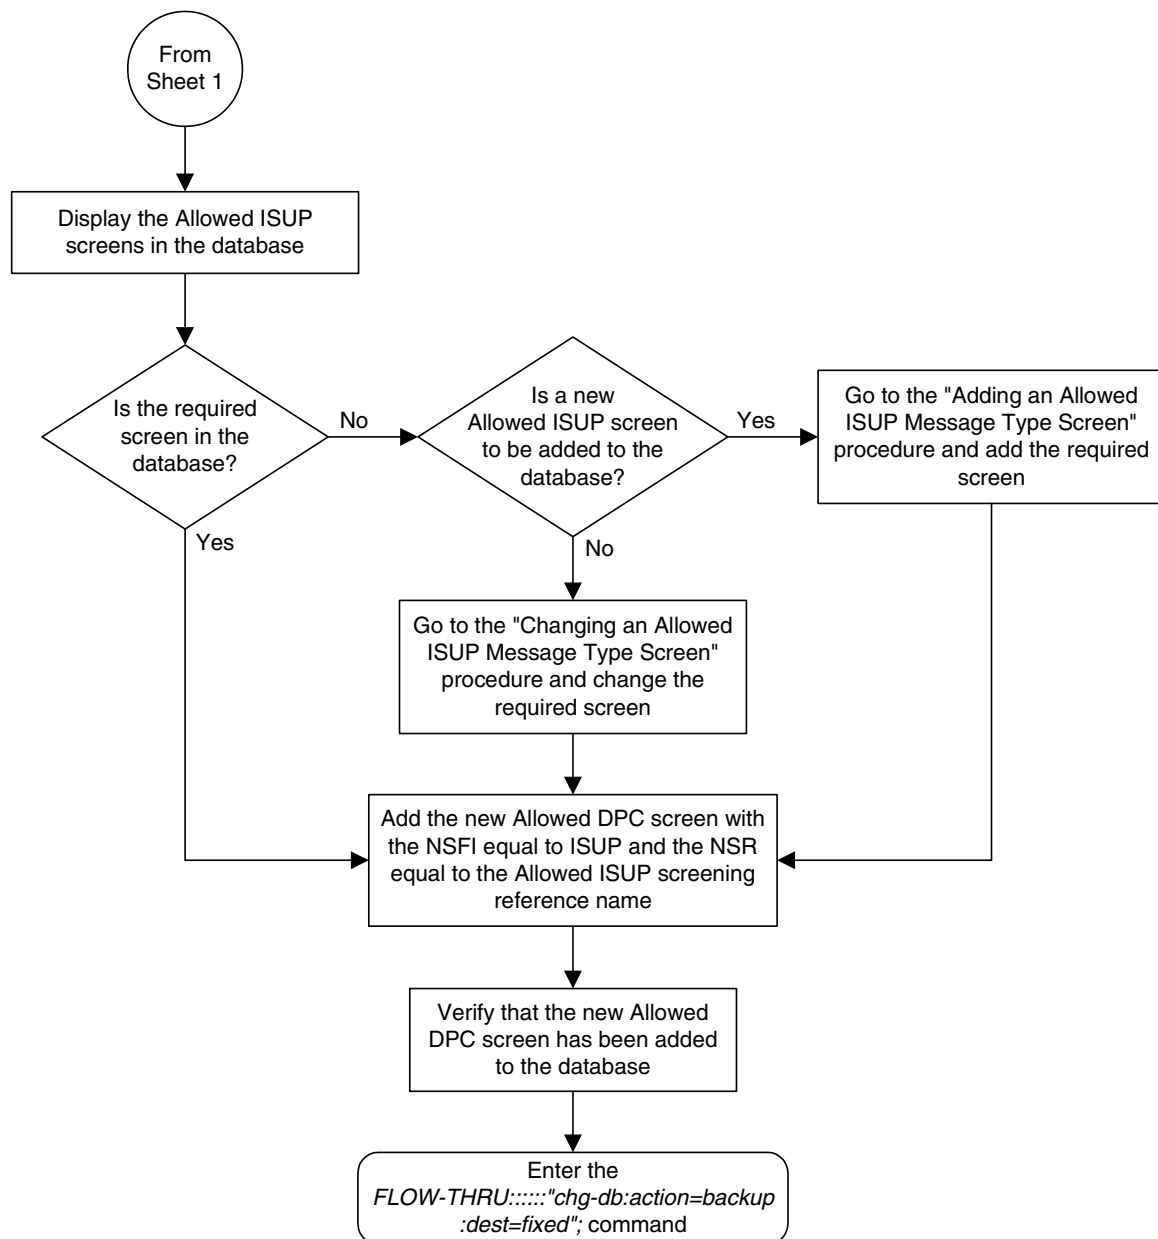 From
Sheet 1
Display the Allowed ISUP
screens in the database
Is the required
screen in the
database?
No
Yes
Is a new
Allowed ISUP screen
to be added to the
database?
Yes
No
Go to the "Adding an Allowed
ISUP Message Type Screen"
procedure and add the required
screen
Go to the "Changing an Allowed
ISUP Message Type Screen"
procedure and change the
required screen
Add the new Allowed DPC screen with
the NSFI equal to ISUP and the NSR
equal to the Allowed ISUP screening
reference name
Verify that the new Allowed
DPC screen has been added
to the database
Enter the
FLOW-THRU::::::"chg-db:action=backup
:dest=fixed"; command